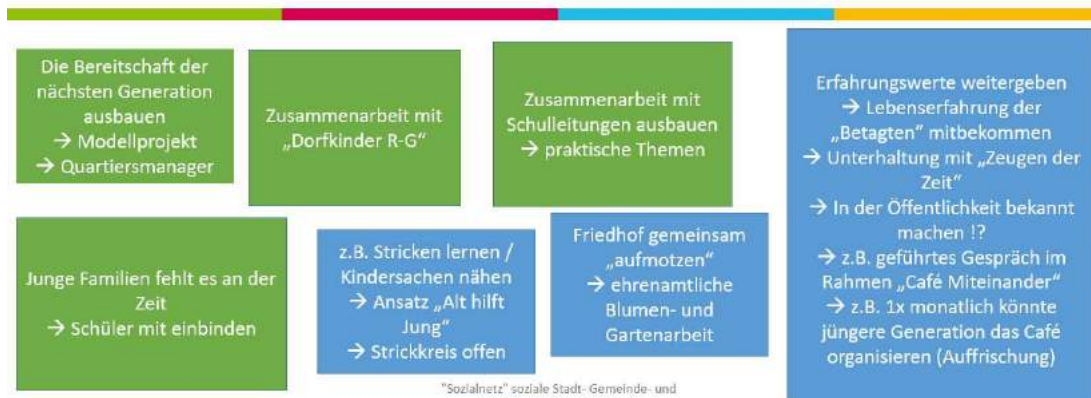 Die Bereitschaft der
nächsten Generation
ausbauen
→ Modellprojekt
→ Quartiersmanager
Zusammenarbeit mit
„Dorfkinder R-G“
Zusammenarbeit mit
Schulleitungen ausbauen
→ praktische Themen
Erfahrungswerte weitergeben
→ Lebenserfahrung der
„Betagten“ mitbekommen
→ Unterhaltung mit „Zeugen der
Zeit“
→ In der Öffentlichkeit bekannt
machen !?
→ z.B. geführtes Gespräch im
Rahmen „Café Miteinander“
→ z.B. 1x monatlich könnte
jüngere Generation das Café
organisieren (Auffrischung)
Junge Familien fehlt es an der
Zeit
→ Schüler mit einbinden
z.B. Stricken lernen /
Kindersachen nähen
→ Ansatz „Alt hilft
Jung“
→ Strickkreis offen
Friedhof gemeinsam
„aufmotzen“
→ ehrenamtliche
Blumen- und
Gartenarbeit
"Sozialnetz" soziale Stadt- Gemeinde- und